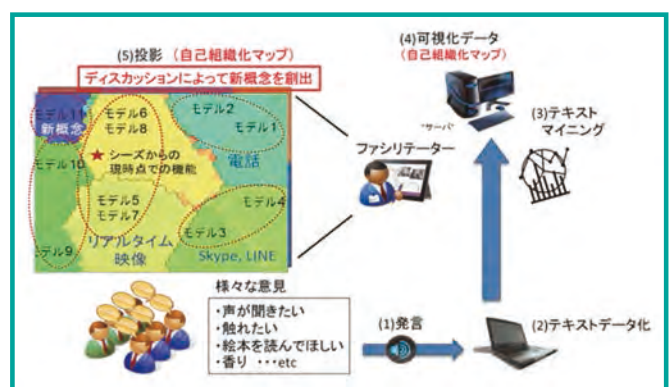 (5)投影 (自己組織化マップ)
ディスカッションによって新概念を創出
モデル11
新概念
モデル6
モデル8
モデル2
モデル1
電話
モデル10
★ シーズからの
現時点での機能
モデル5
モデル7
モデル4
モデル3
モデル9
リアルタイム
映像
Skype, LINE
(4)可視化データ
(自己組織化マップ)
"サーバ"
(3)テキスト
マイニング
ファシリテーター
様々な意見
・声が聞きたい
・触れたい
・絵本を読んでほしい
・香り ・・・etc
(1)発言
(2)テキストデータ化